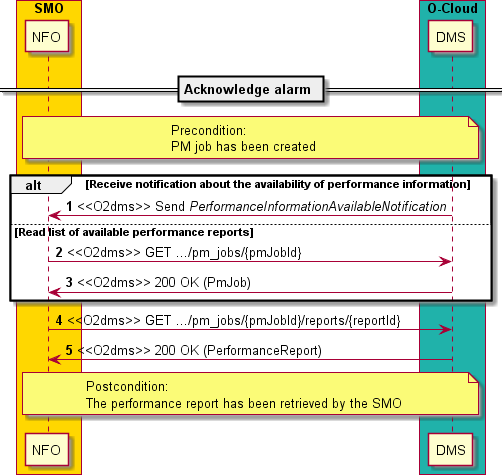 SMO
O-Cloud
NFO
DMS
Acknowledge alarm
Precondition:
PM job has been created
alt
[Receive notification about the availability of performance information]
1 <<O2dms>> Send PerformanceInformationAvailableNotification
[Read list of available performance reports]
2 <<O2dms>> GET .../pm_jobs/{pmJobId}
3 <<O2dms>> 200 OK (PmJob)
4 <<O2dms>> GET .../pm_jobs/{pmJobId}/reports/{reportId}
5 <<O2dms>> 200 OK (PerformanceReport)
Postcondition:
The performance report has been retrieved by the SMO
NFO
DMS